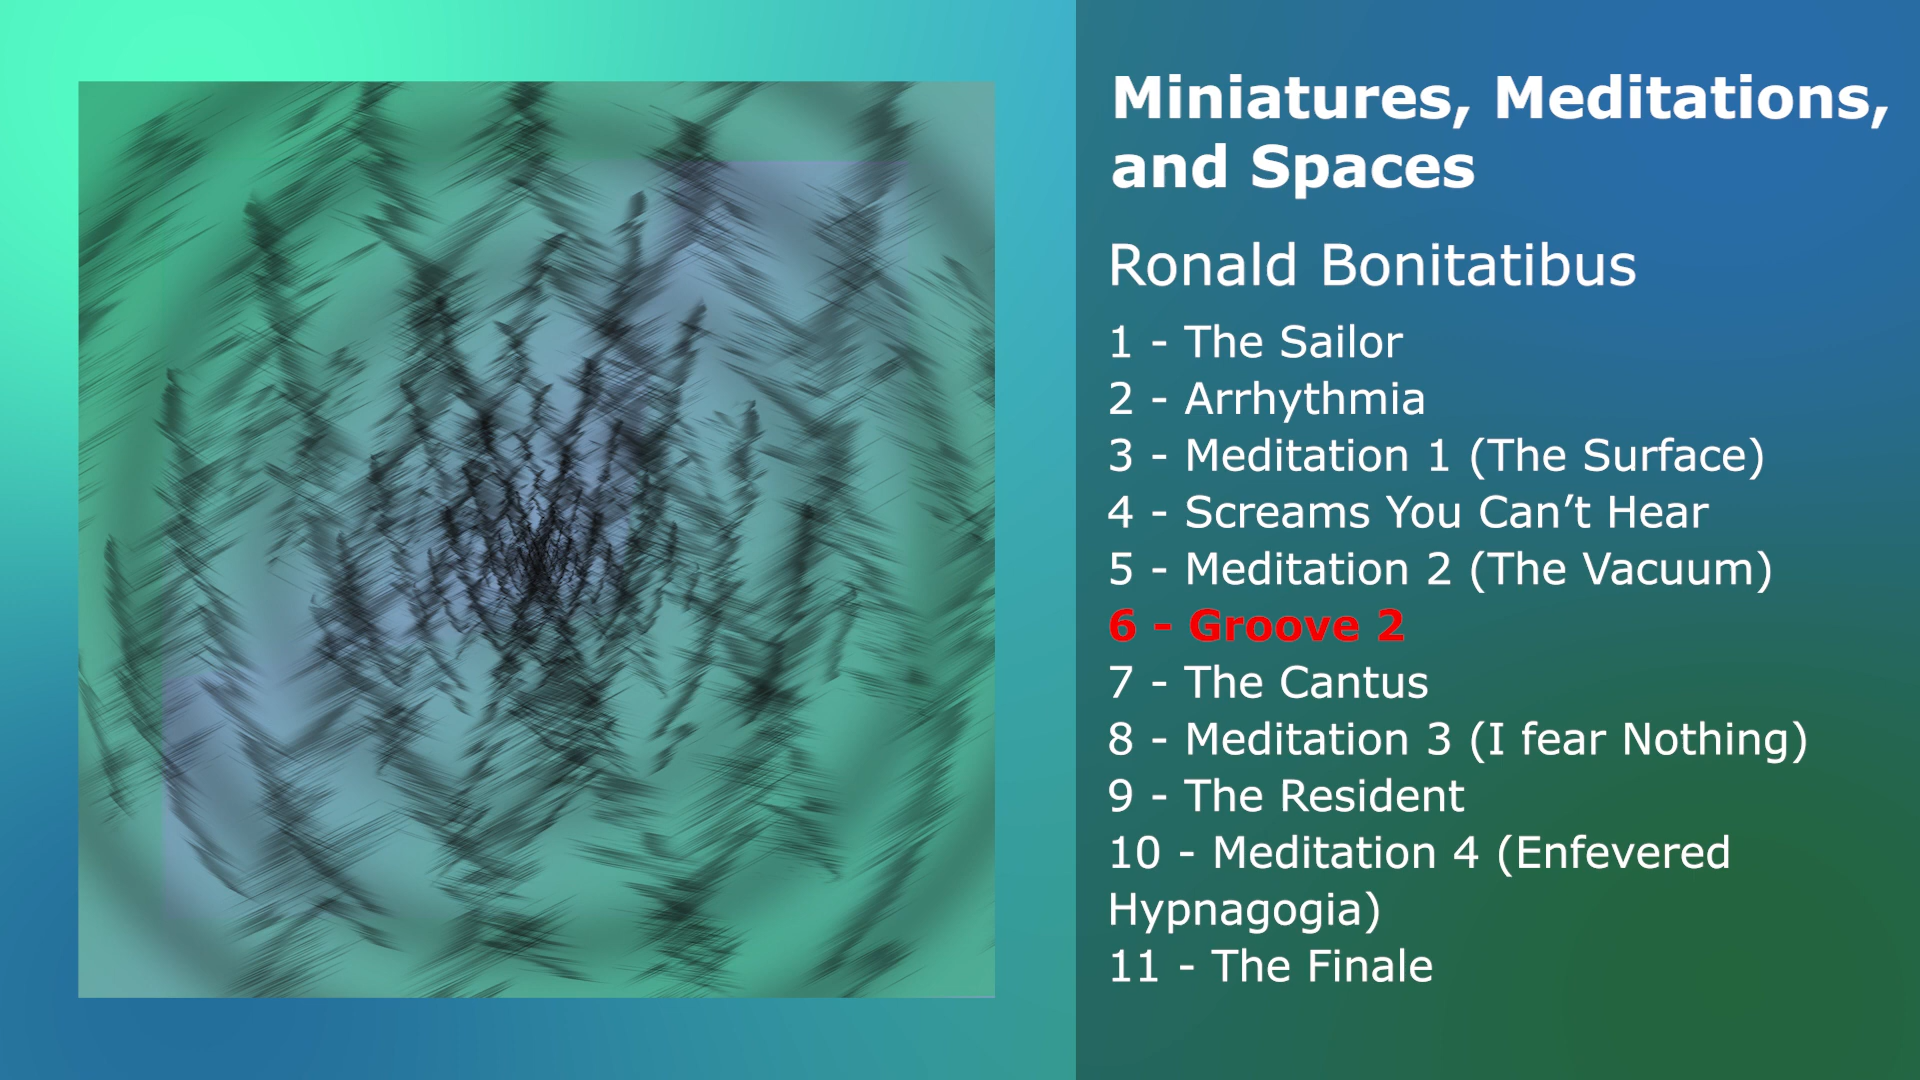 Miniatures, Meditations,
and Spaces
Ronald Bonitatibus
1 - The Sailor
2 - Arrhythmia
3 - Meditation 1 (The Surface)
4 - Screams You Can’t Hear
5 - Meditation 2 (The Vacuum)
6 - Groove 2
7 - The Cantus
8 - Meditation 3 (I fear Nothing)
9 - The Resident
10 - Meditation 4 (Enfevered
Hypnagogia)
11 - The Finale